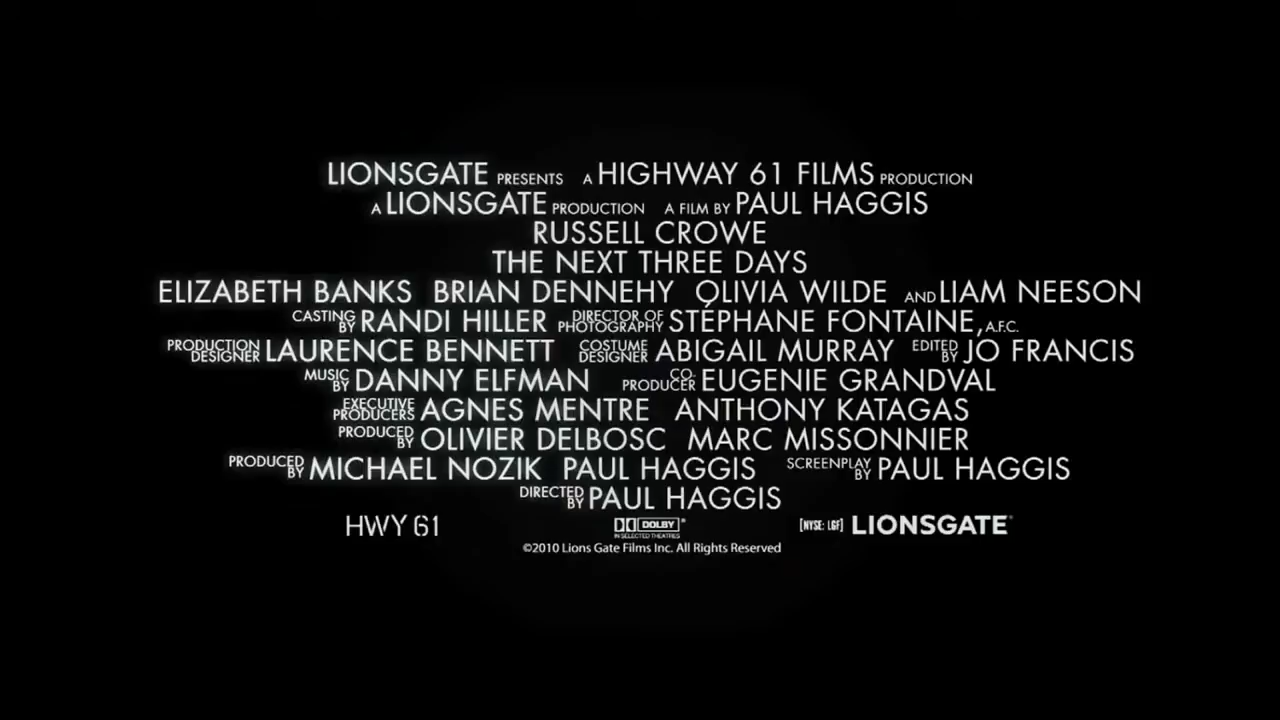 LIONSGATE PRESENTS A HIGHWAY 61 FILMS PRODUCTION
A LIONSGATE PRODUCTION A FILM BY PAUL HAGGIS
RUSSELL CROWE
THE NEXT THREE DAYS
ELIZABETH BANKS BRIAN DENNEHY OLIVIA WILDE AND LIAM NEESON
CASTING BY RANDI HILLER DIRECTOR OF PHOTOGRAPHY STÉPHANE FONTAINE, A.F.C.
PRODUCTION DESIGNER LAURENCE BENNETT COSTUME DESIGNER ABIGAIL MURRAY EDITED BY JO FRANCIS
MUSIC BY DANNY ELFMAN CO-PRODUCER EUGENIE GRANDVAL
EXECUTIVE PRODUCERS AGNES MENTRE ANTHONY KATAGAS
PRODUCED BY OLIVIER DELBOSC MARC MISSONNIER
PRODUCED BY MICHAEL NOZIK PAUL HAGGIS SCREENPLAY BY PAUL HAGGIS
DIRECTED BY PAUL HAGGIS
HWY 61 DOLBY® IN SELECTED THEATRES [NYSE: LGF] LIONSGATE®
©2010 Lions Gate Films Inc. All Rights Reserved